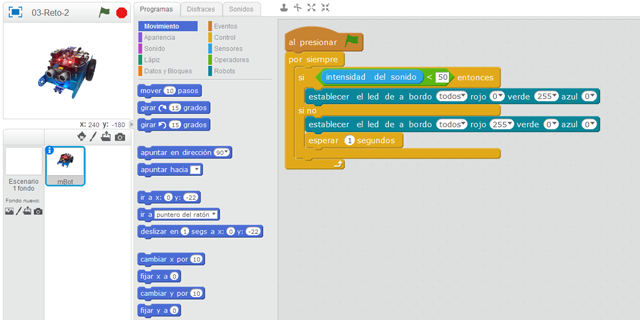 03-Reto-2
x: 240 y: -180
Escenario
1 fondo
Fondo nuevo:
mBot
Programas Disfraces Sonidos
Movimiento Eventos
Apariencia Control
Sonido Sensores
Lápiz Operadores
Datos y Bloques Robots
mover 10 pasos
girar 15 grados
girar 15 grados
apuntar en dirección 90
apuntar hacia
ir a x: 0 y: -22
ir a puntero del ratón
deslizar en 1 segs a x: 0 y: -22
cambiar x por 10
fijar x a 0
cambiar y por 10
fijar y a 0
al presionar
por siempre
si intensidad del sonido < 50 entonces
establecer el led de a bordo todos rojo 0 verde 255 azul 0
si no
establecer el led de a bordo todos rojo 255 verde 0 azul 0
esperar 1 segundos